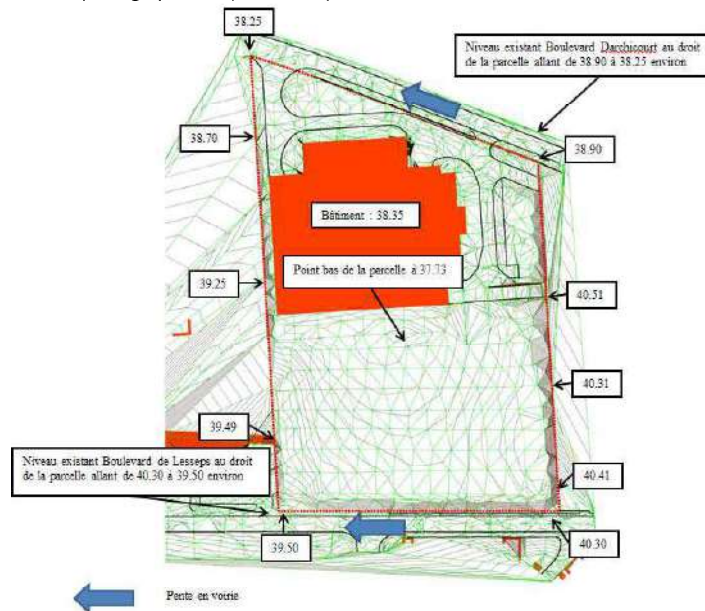 38.25
Niveau existant Boulevard Darchicourt au droit
de la parcelle allant de 38.90 à 38.25 environ
38.70
38.90
Bâtiment : 38.35
Point bas de la parcelle à 37.73
39.25
40.51
40.31
39.49
Niveau existant Boulevard de Lesseps au droit
de la parcelle allant de 40.30 à 39.50 environ
40.41
39.50
40.30
Pente en voirie